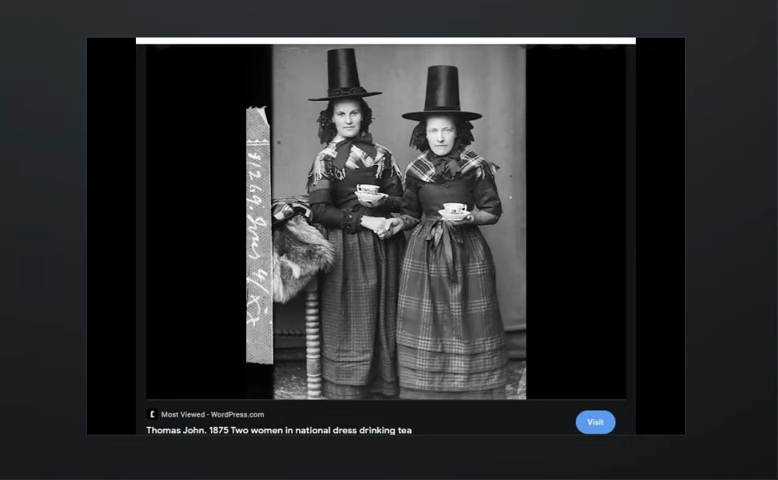 Most Viewed - WordPress.com
Visit
Thomas John. 1875 Two women in national dress drinking tea